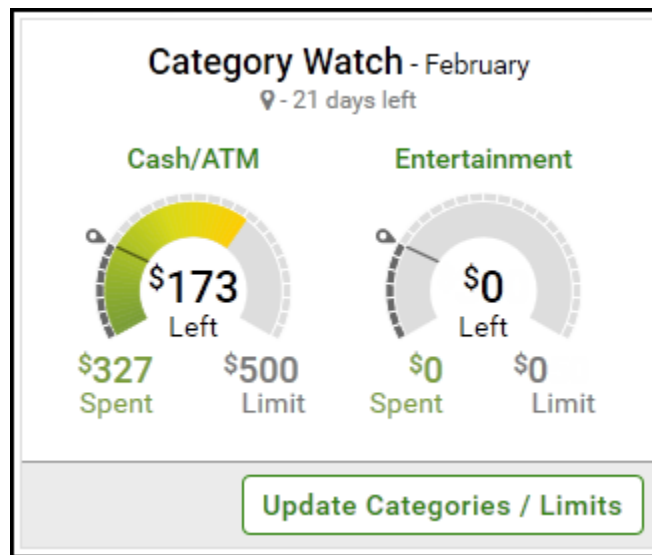 Category Watch - February
- 21 days left
Cash/ATM
$173
Left
$327
Spent
$500
Limit
Entertainment
$0
Left
$0
Spent
$0
Limit
Update Categories / Limits